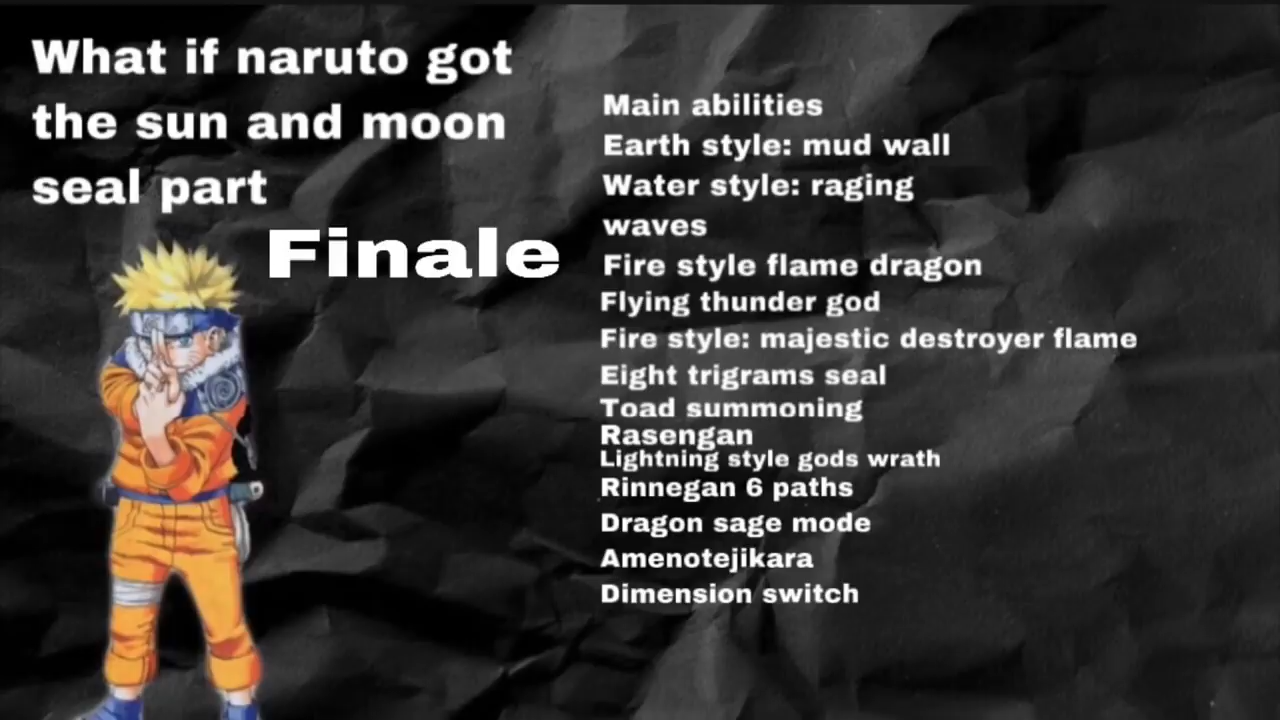 What if naruto got
the sun and moon
seal part
Finale
Main abilities
Earth style: mud wall
Water style: raging
waves
Fire style flame dragon
Flying thunder god
Fire style: majestic destroyer flame
Eight trigrams seal
Toad summoning
Rasengan
Lightning style gods wrath
Rinnegan 6 paths
Dragon sage mode
Amenotejikara
Dimension switch